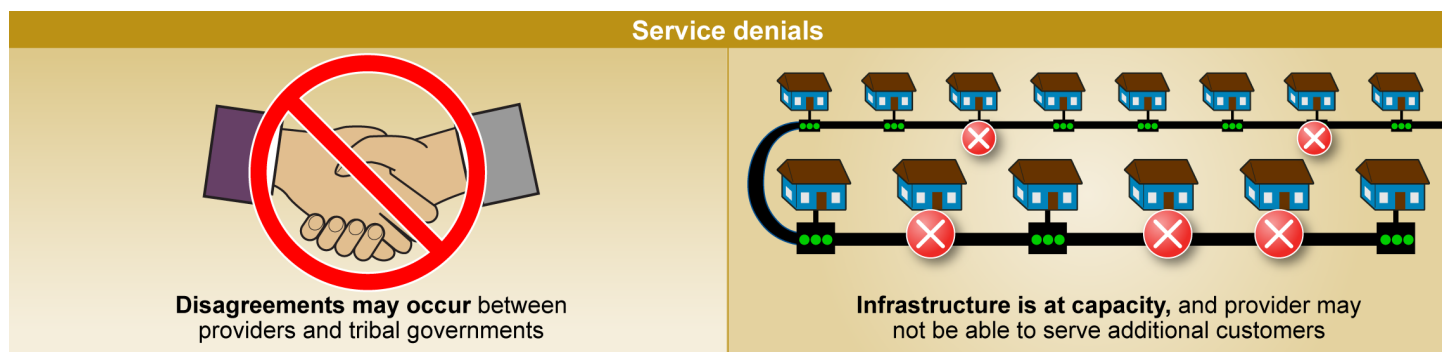 Service denials
Disagreements may occur between
providers and tribal governments
Infrastructure is at capacity, and provider may
not be able to serve additional customers